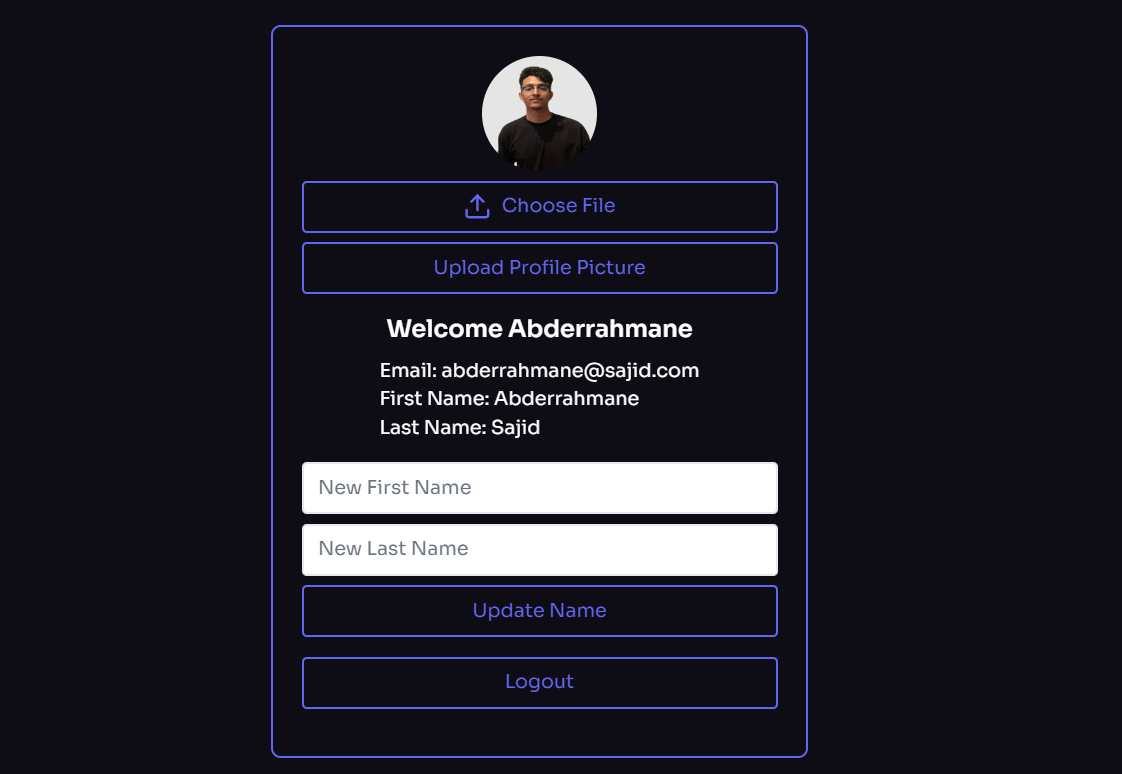 Choose File
Upload Profile Picture
Welcome Abderrahmane
Email: abderrahmane@sajid.com
First Name: Abderrahmane
Last Name: Sajid
New First Name
New Last Name
Update Name
Logout